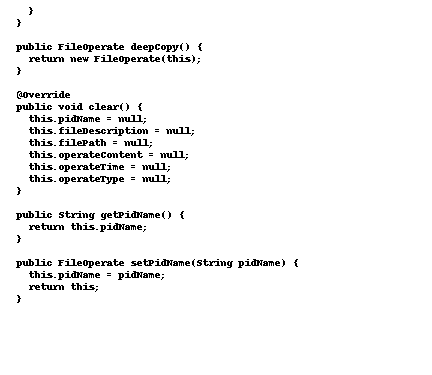 }
}
public FileOperate deepCopy() {
return new FileOperate(this);
}
@Override
public void clear() {
this.pidName = null;
this.fileDescription = null;
this.filePath = null;
this.operateContent = null;
this.operateTime = null;
this.operateType = null;
}
public String getPidName() {
return this.pidName;
}
public FileOperate setPidName(String pidName) {
this.pidName = pidName;
return this;
}